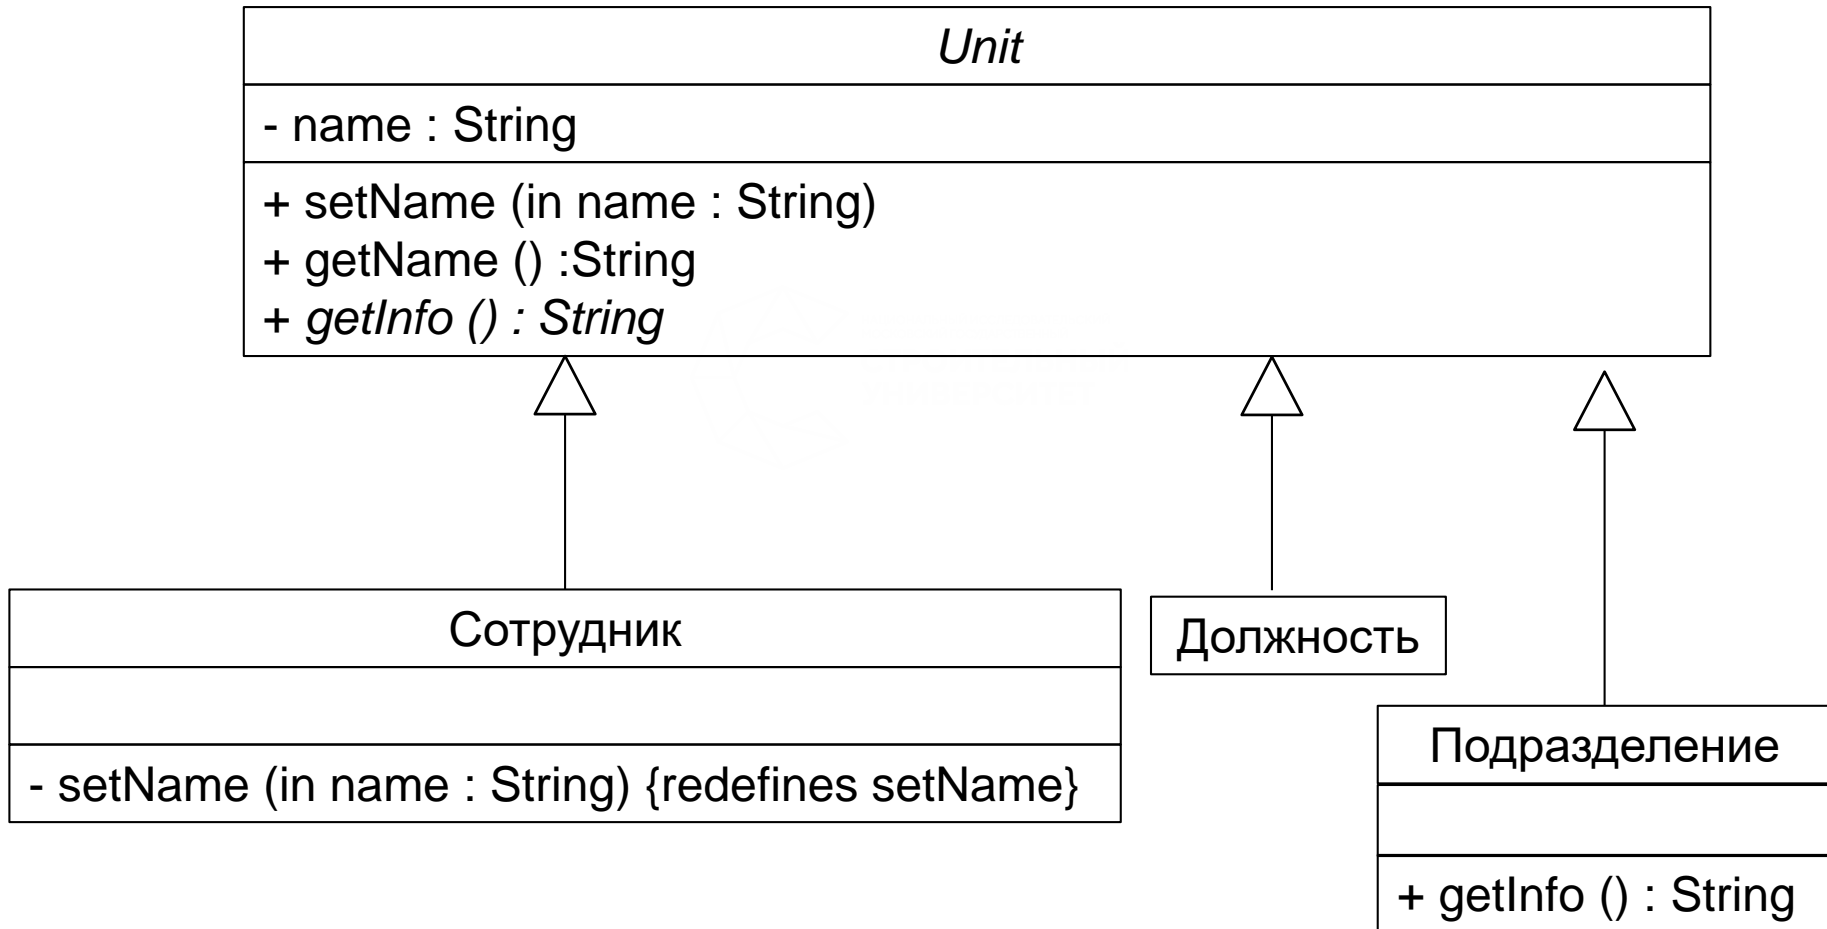 Unit
- name : String
+ setName (in name : String)
+ getName () :String
+ getInfo () : String
Сотрудник
- setName (in name : String) {redefines setName}
Должность
Подразделение
+ getInfo () : String